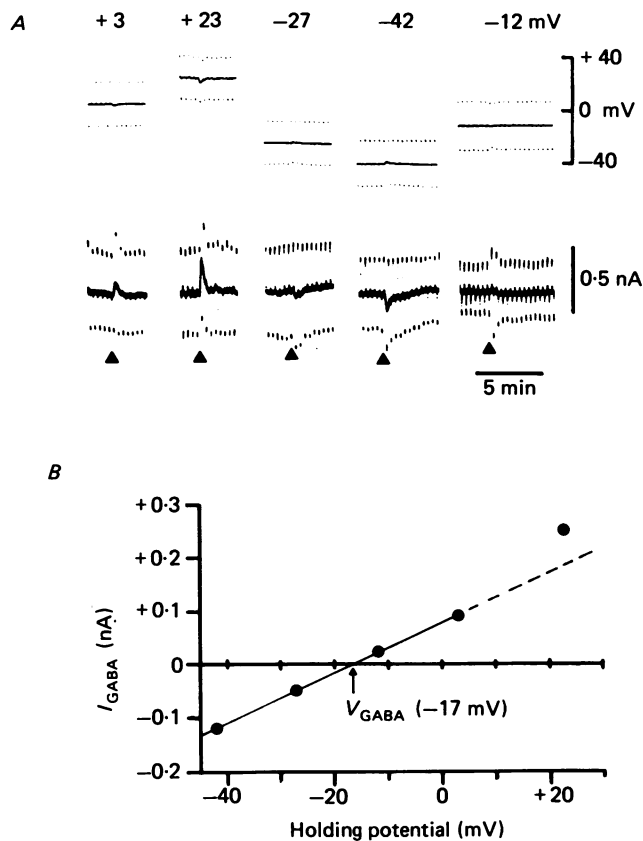 A
+ 3 + 23 −27 −42 −12 mV
+ 40
0 mV
−40
0·5 nA
5 min
B
+0·3
+0·2
+0·1
0
−0·1
−0·2
I_GABA (nA)
V_GABA (−17 mV)
−40 −20 0 +20
Holding potential (mV)